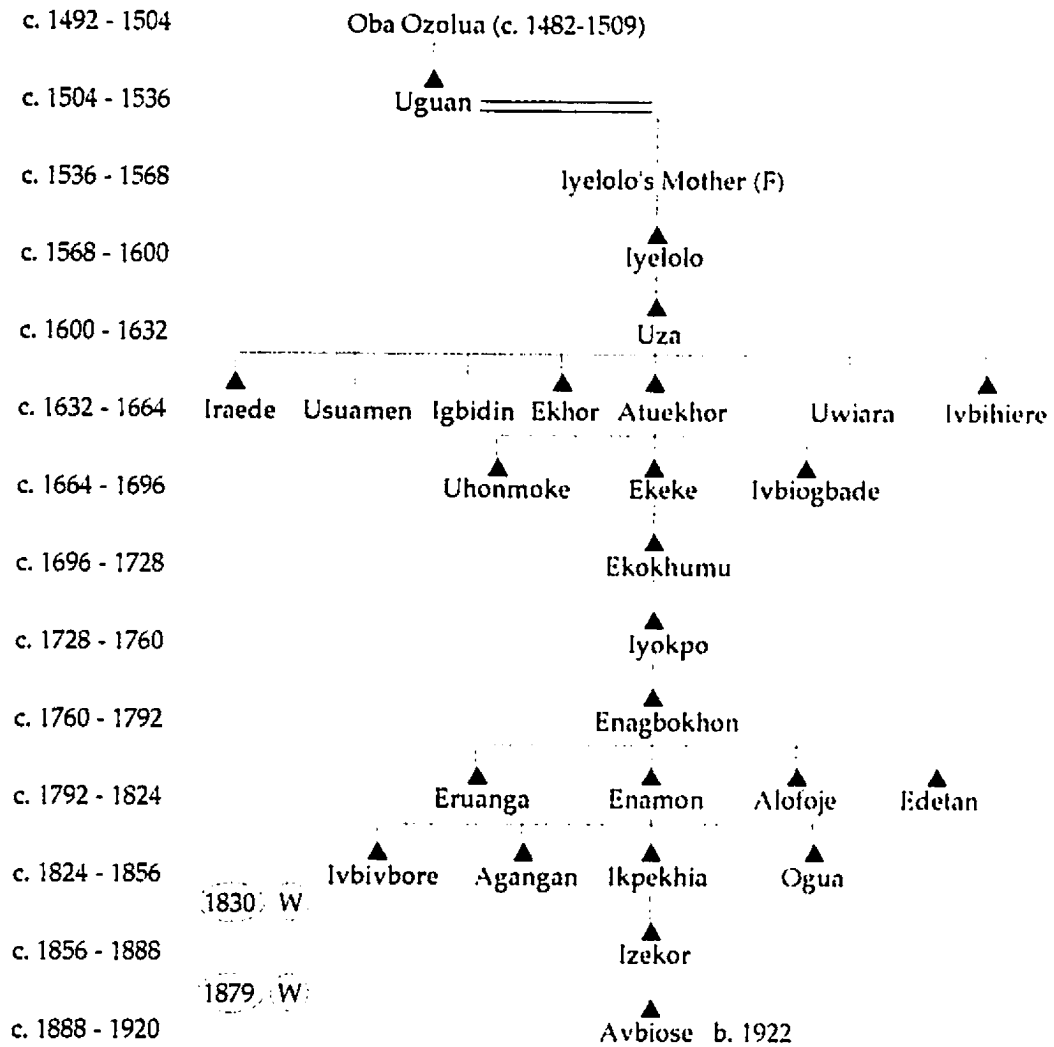 c. 1492 - 1504 Oba Ozolua (c. 1482-1509)
c. 1504 - 1536 Uguan
c. 1536 - 1568 Iyelolo's Mother (F)
c. 1568 - 1600 Iyelolo
c. 1600 - 1632 Uza
c. 1632 - 1664 Iraede Usuamen Igbidin Ekhor Atuekhor Uwiara Ivbihiere
c. 1664 - 1696 Uhonmoke Ekeke Ivbiogbade
c. 1696 - 1728 Ekokhumu
c. 1728 - 1760 Iyokpo
c. 1760 - 1792 Enagbokhon
c. 1792 - 1824 Eruanga Enamon Alofoje Edetan
c. 1824 - 1856 Ivbivbore Agangan Ikpekhia Ogua
1830 W
c. 1856 - 1888 Izekor
1879 W
c. 1888 - 1920 Avbiose b. 1922